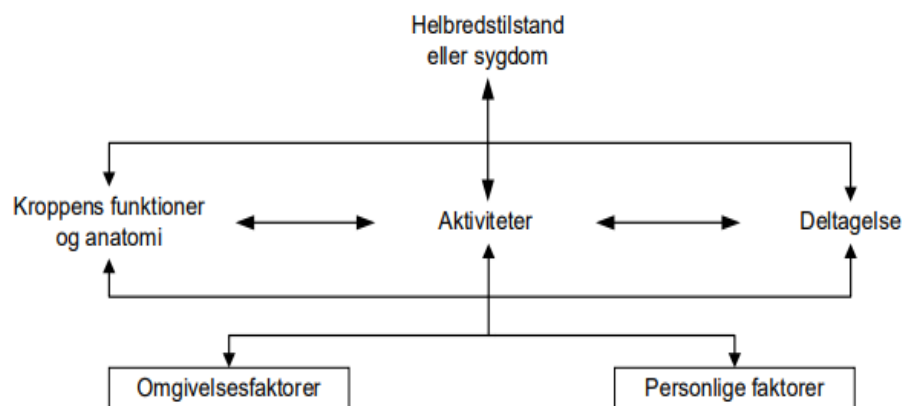 Helbredstilstand
eller sygdom
Kroppens funktioner
og anatomi
Aktiviteter
Deltagelse
Omgivelsesfaktorer
Personlige faktorer